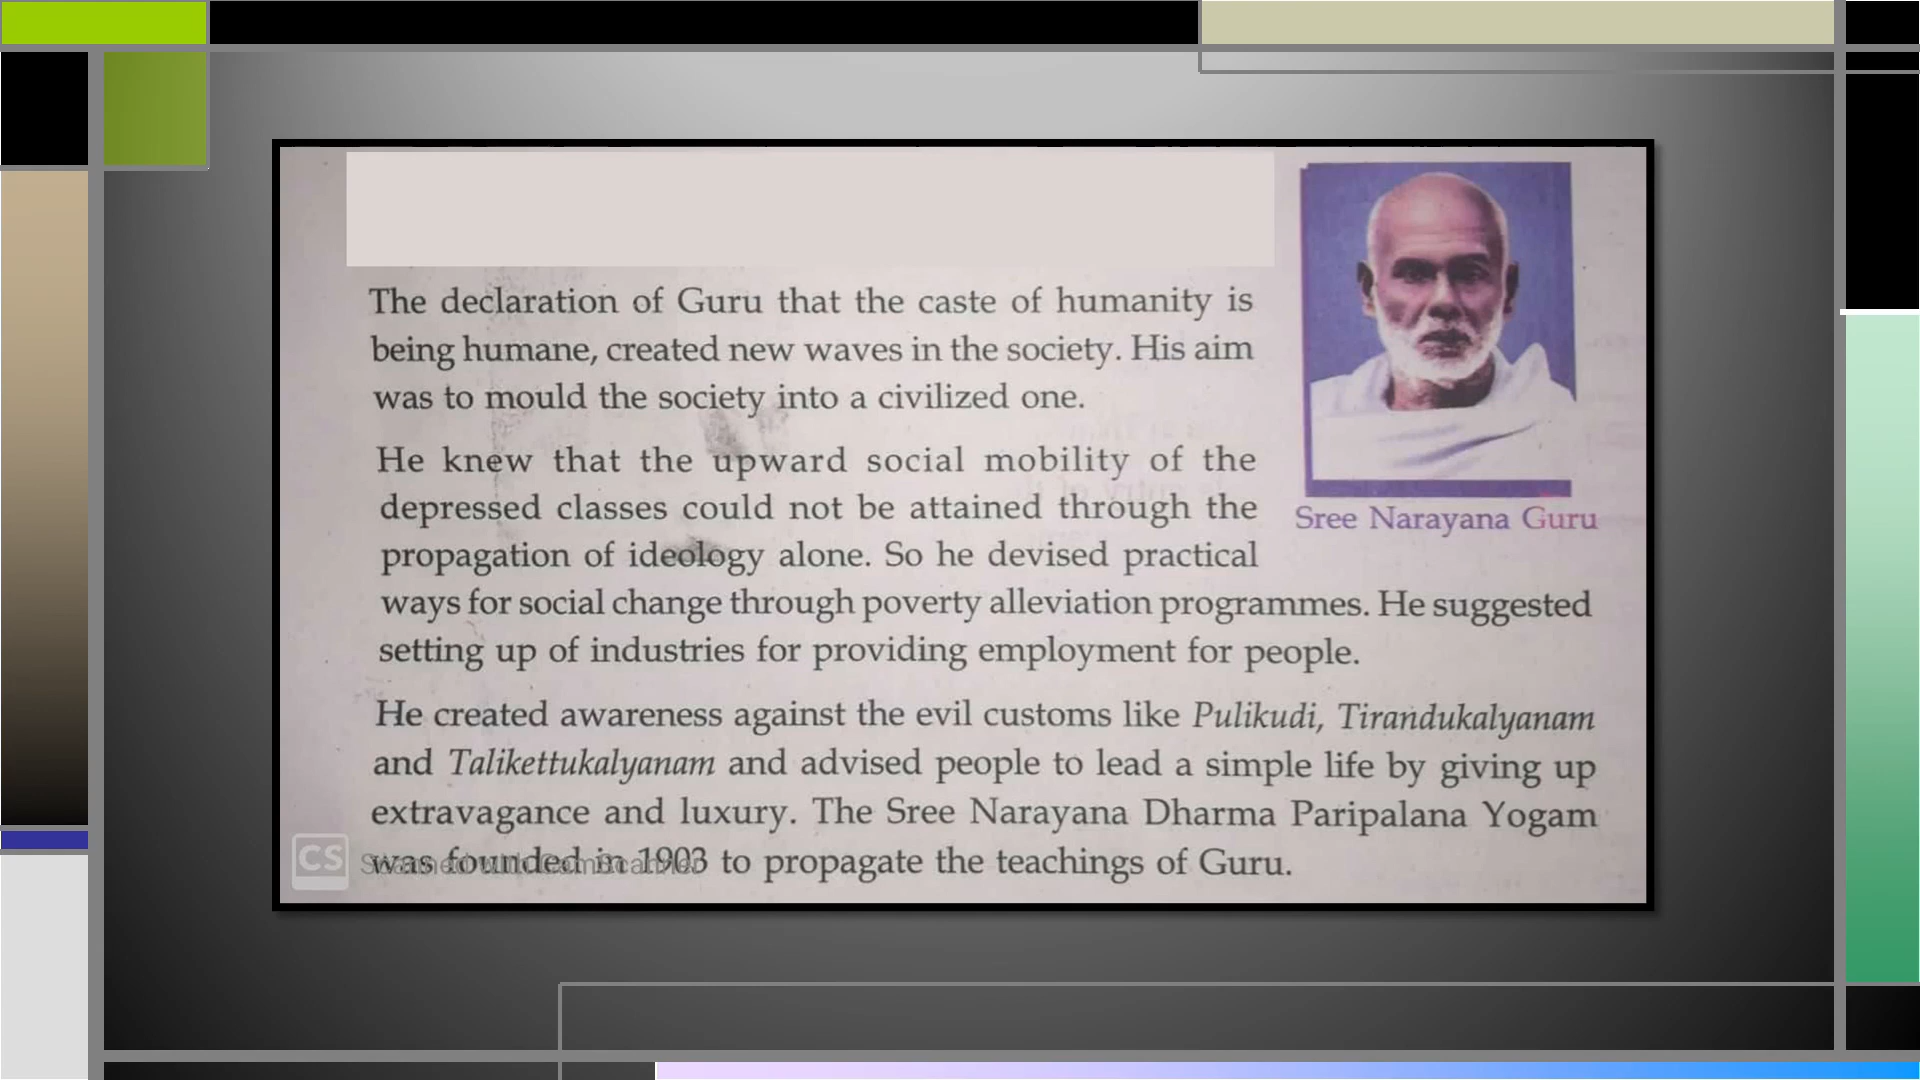 The declaration of Guru that the caste of humanity is
being humane, created new waves in the society. His aim
was to mould the society into a civilized one.
He knew that the upward social mobility of the
depressed classes could not be attained through the
propagation of ideology alone. So he devised practical
ways for social change through poverty alleviation programmes. He suggested
setting up of industries for providing employment for people.
He created awareness against the evil customs like Pulikudi, Tirandukalyanam
and Talikettukalyanam and advised people to lead a simple life by giving up
extravagance and luxury. The Sree Narayana Dharma Paripalana Yogam
was founded in 1903 to propagate the teachings of Guru.
Sree Narayana Guru
CS Scanned with CamScanner